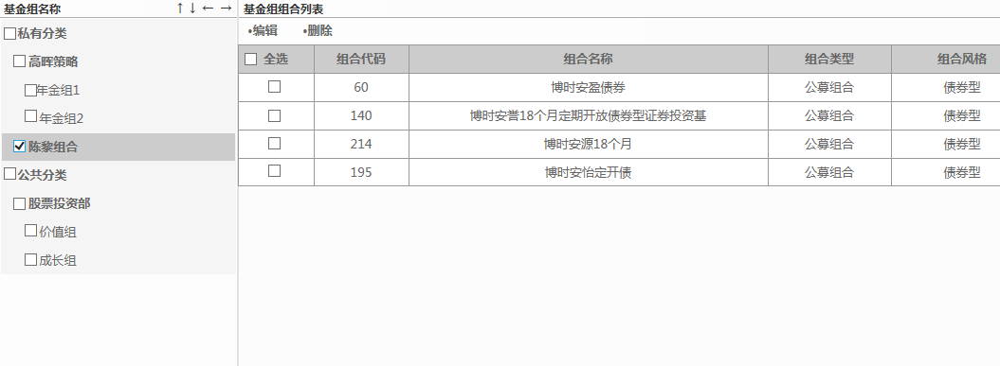 基金组名称 ↑ ↓ ← →
私有分类
高晖策略
年金组1
年金组2
陈黎组合
公共分类
股票投资部
价值组
成长组
基金组组合列表
•编辑 •删除
全选 组合代码 组合名称 组合类型 组合风格
60 博时安盈债券 公募组合 债券型
140 博时安誉18个月定期开放债券型证券投资基 公募组合 债券型
214 博时安源18个月 公募组合 债券型
195 博时安怡定开债 公募组合 债券型